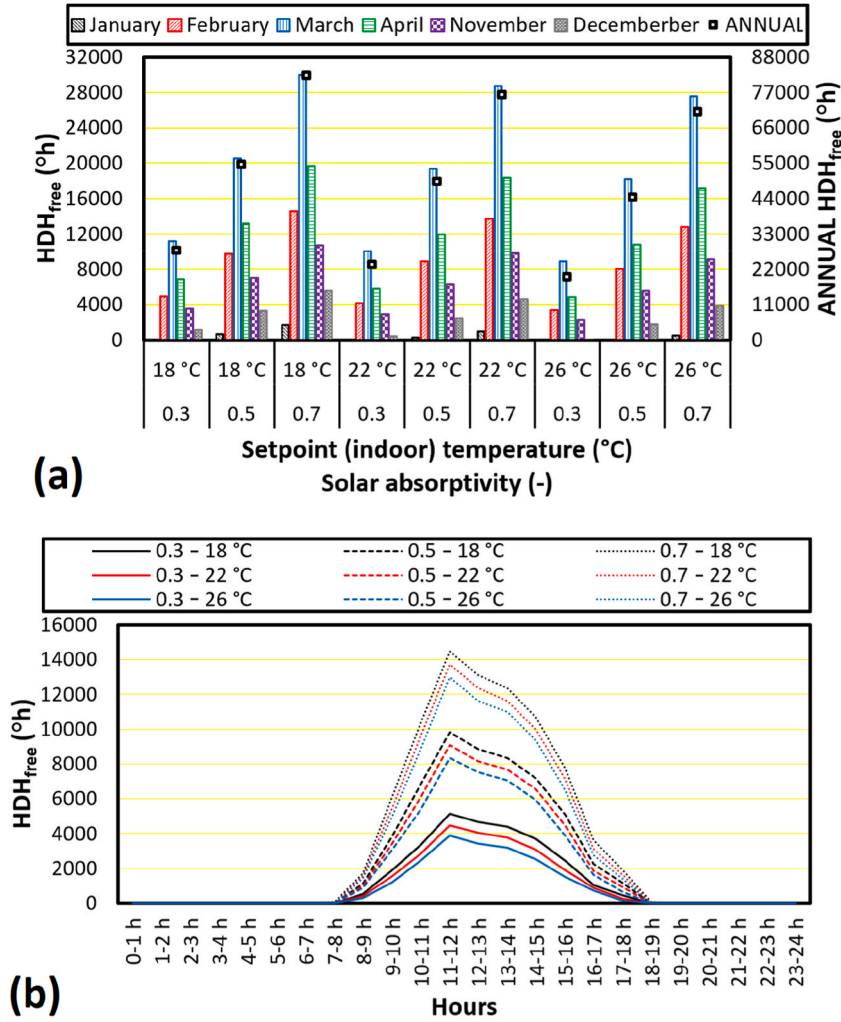 January February March April November Decemberber ANNUAL
32000 88000
28000 77000
24000 66000
20000 55000
16000 44000
12000 33000
8000 22000
4000 11000
0 0
HDHfree (°h)
ANNUAL HDHfree (°h)
18 °C 18 °C 18 °C 22 °C 22 °C 22 °C 26 °C 26 °C 26 °C
0.3 0.5 0.7 0.3 0.5 0.7 0.3 0.5 0.7
Setpoint (indoor) temperature (°C)
(a) Solar absorptivity (-)
0.3 – 18 °C 0.5 – 18 °C 0.7 – 18 °C
0.3 – 22 °C 0.5 – 22 °C 0.7 – 22 °C
0.3 – 26 °C 0.5 – 26 °C 0.7 – 26 °C
16000
14000
12000
10000
8000
6000
4000
2000
0
HDHfree (°h)
0-1 h 1-2 h 2-3 h 3-4 h 4-5 h 5-6 h 6-7 h 7-8 h 8-9 h 9-10 h 10-11 h 11-12 h 12-13 h 13-14 h 14-15 h 15-16 h 16-17 h 17-18 h 18-19 h 19-20 h 20-21 h 21-22 h 22-23 h 23-24 h
(b) Hours